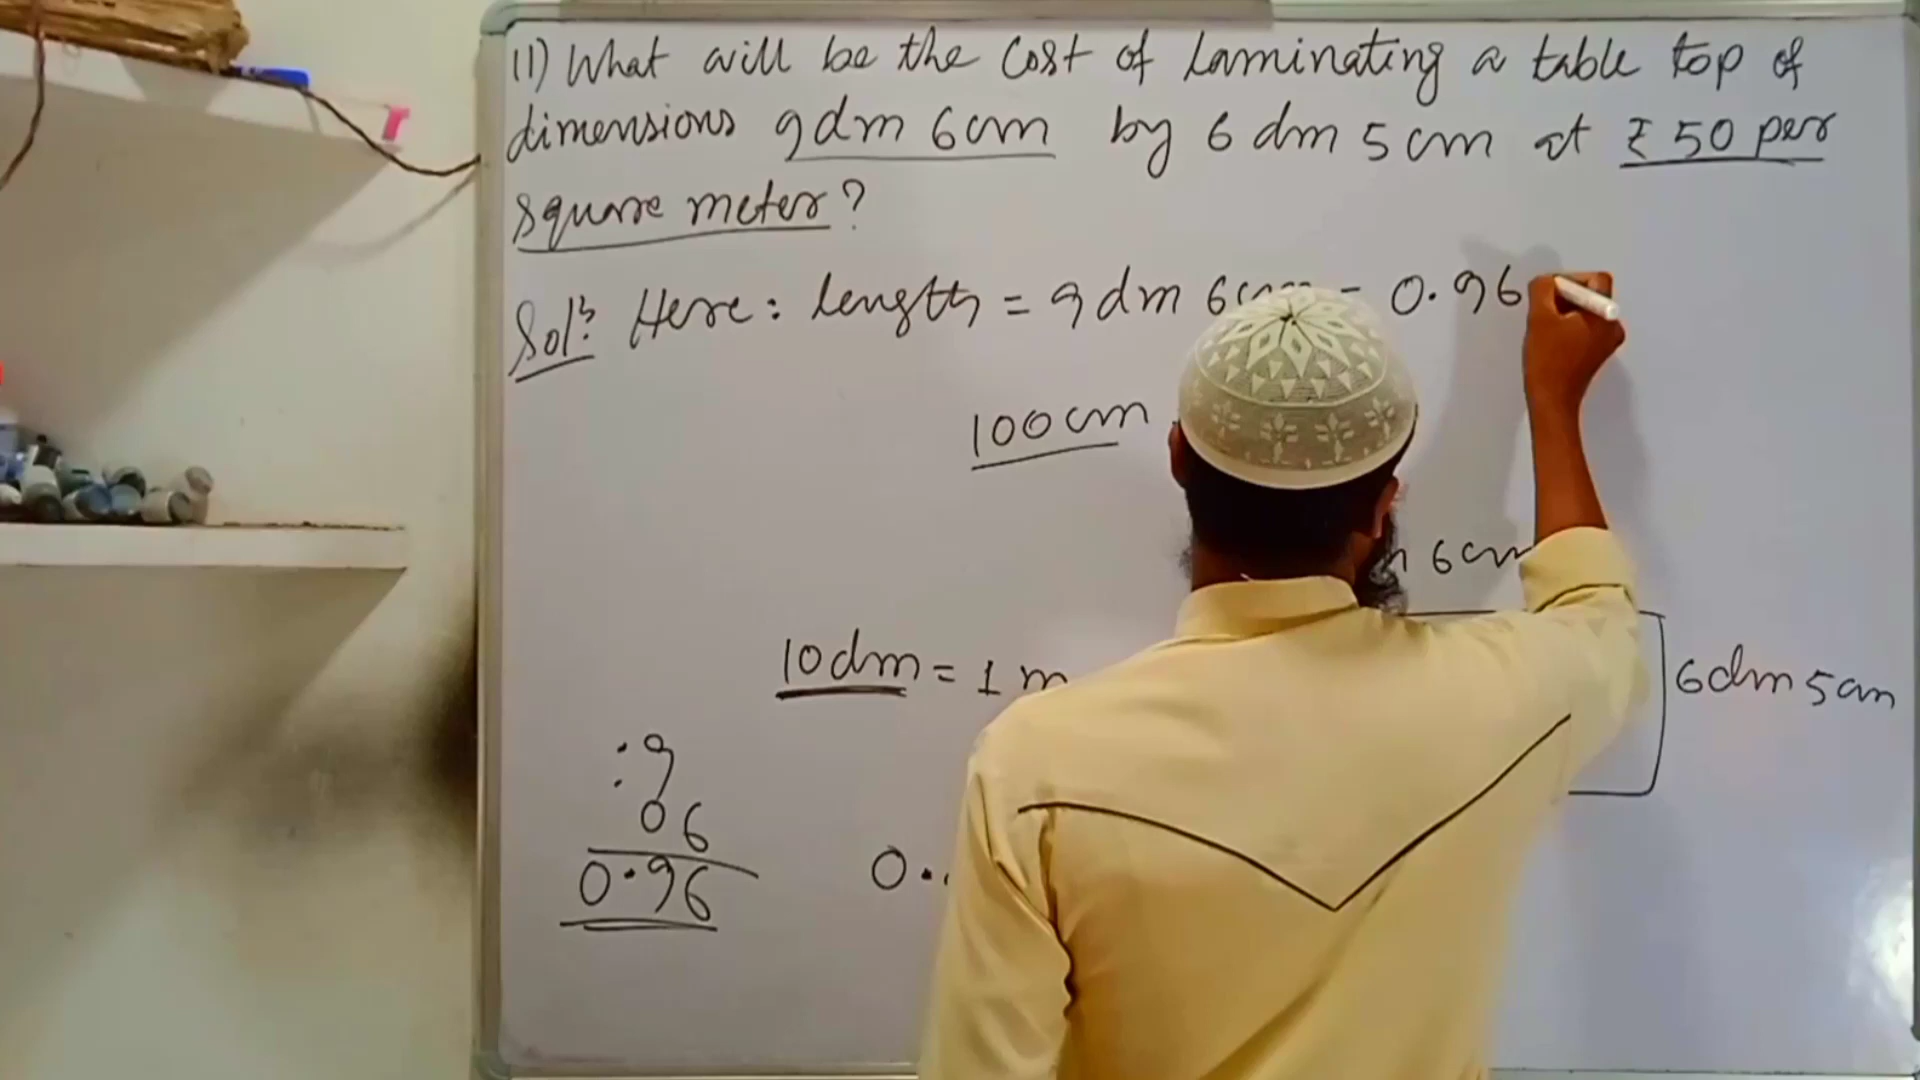 11) What will be the Cost of Laminating a table top of
dimensions 9dm 6cm by 6 dm 5 cm at ₹ 50 per
square meter?
Soln: Here: length = 9 dm 6cm = 0.96
100cm
6cm
10dm = 1 m
6dm 5cm
.9
.06
0.96
0.